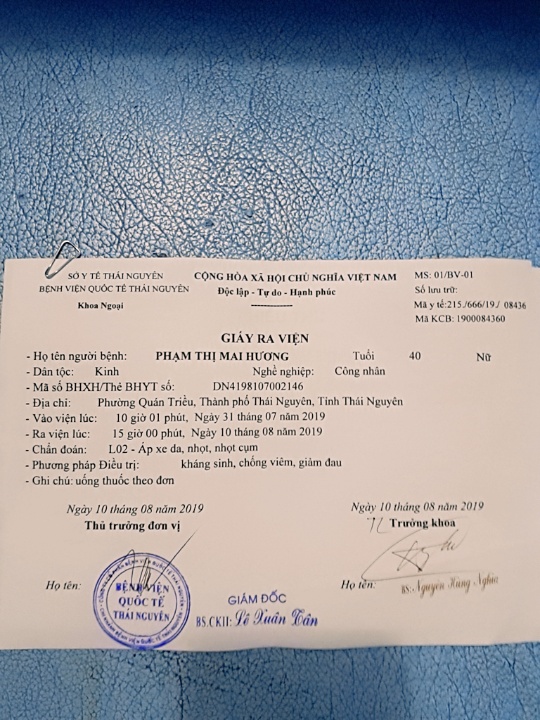 SỞ Y TẾ THÁI NGUYÊN
BỆNH VIỆN QUỐC TẾ THÁI NGUYÊN
Khoa Ngoại
CỘNG HÒA XÃ HỘI CHỦ NGHĨA VIỆT NAM
Độc lập - Tự do - Hạnh phúc
MS: 01/BV-01
Số lưu trữ:
Mã y tế:215./666/19./ 08436
Mã KCB: 1900084360
GIẤY RA VIỆN
- Họ tên người bệnh: PHẠM THỊ MAI HƯƠNG Tuổi 40 Nữ
- Dân tộc: Kinh Nghề nghiệp: Công nhân
- Mã số BHXH/Thẻ BHYT số: DN4198107002146
- Địa chỉ: Phường Quán Triều, Thành phố Thái Nguyên, Tỉnh Thái Nguyên
- Vào viện lúc: 10 giờ 01 phút, Ngày 31 tháng 07 năm 2019
- Ra viện lúc: 15 giờ 00 phút, Ngày 10 tháng 08 năm 2019
- Chẩn đoán: L02 - Áp xe da, nhọt, nhọt cụm
- Phương pháp Điều trị: kháng sinh, chống viêm, giảm đau
- Ghi chú: uống thuốc theo đơn
Ngày 10 tháng 08 năm 2019
Thủ trưởng đơn vị
Ngày 10 tháng 08 năm 2019
TL Trưởng khoa
Họ tên:
BỆNH VIỆN
QUỐC TẾ
THÁI NGUYÊN
GIÁM ĐỐC
BS.CKII: Lê Xuân Tân
Họ tên:
BS: Nguyễn Hùng Nghĩa